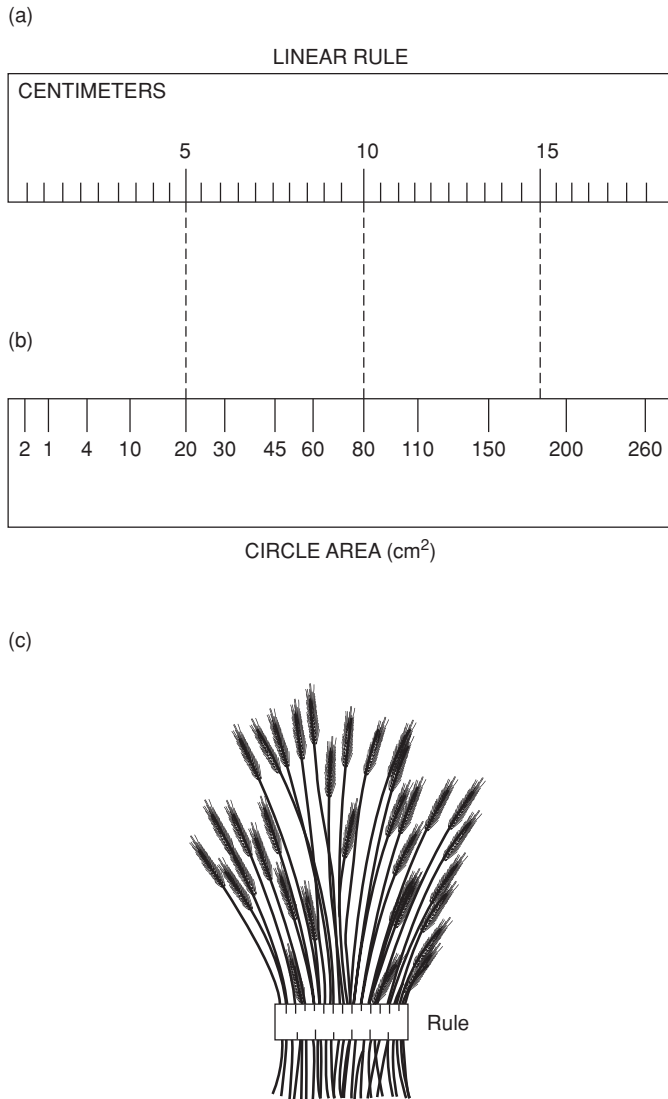 (a)
LINEAR RULE
CENTIMETERS
5 10 15
(b)
2 1 4 10 20 30 45 60 80 110 150 200 260
CIRCLE AREA (cm²)
(c)
Rule